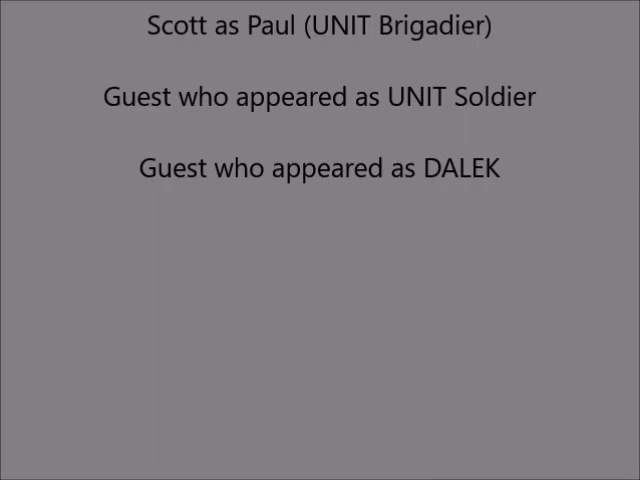 Scott as Paul (UNIT Brigadier)
Guest who appeared as UNIT Soldier
Guest who appeared as DALEK